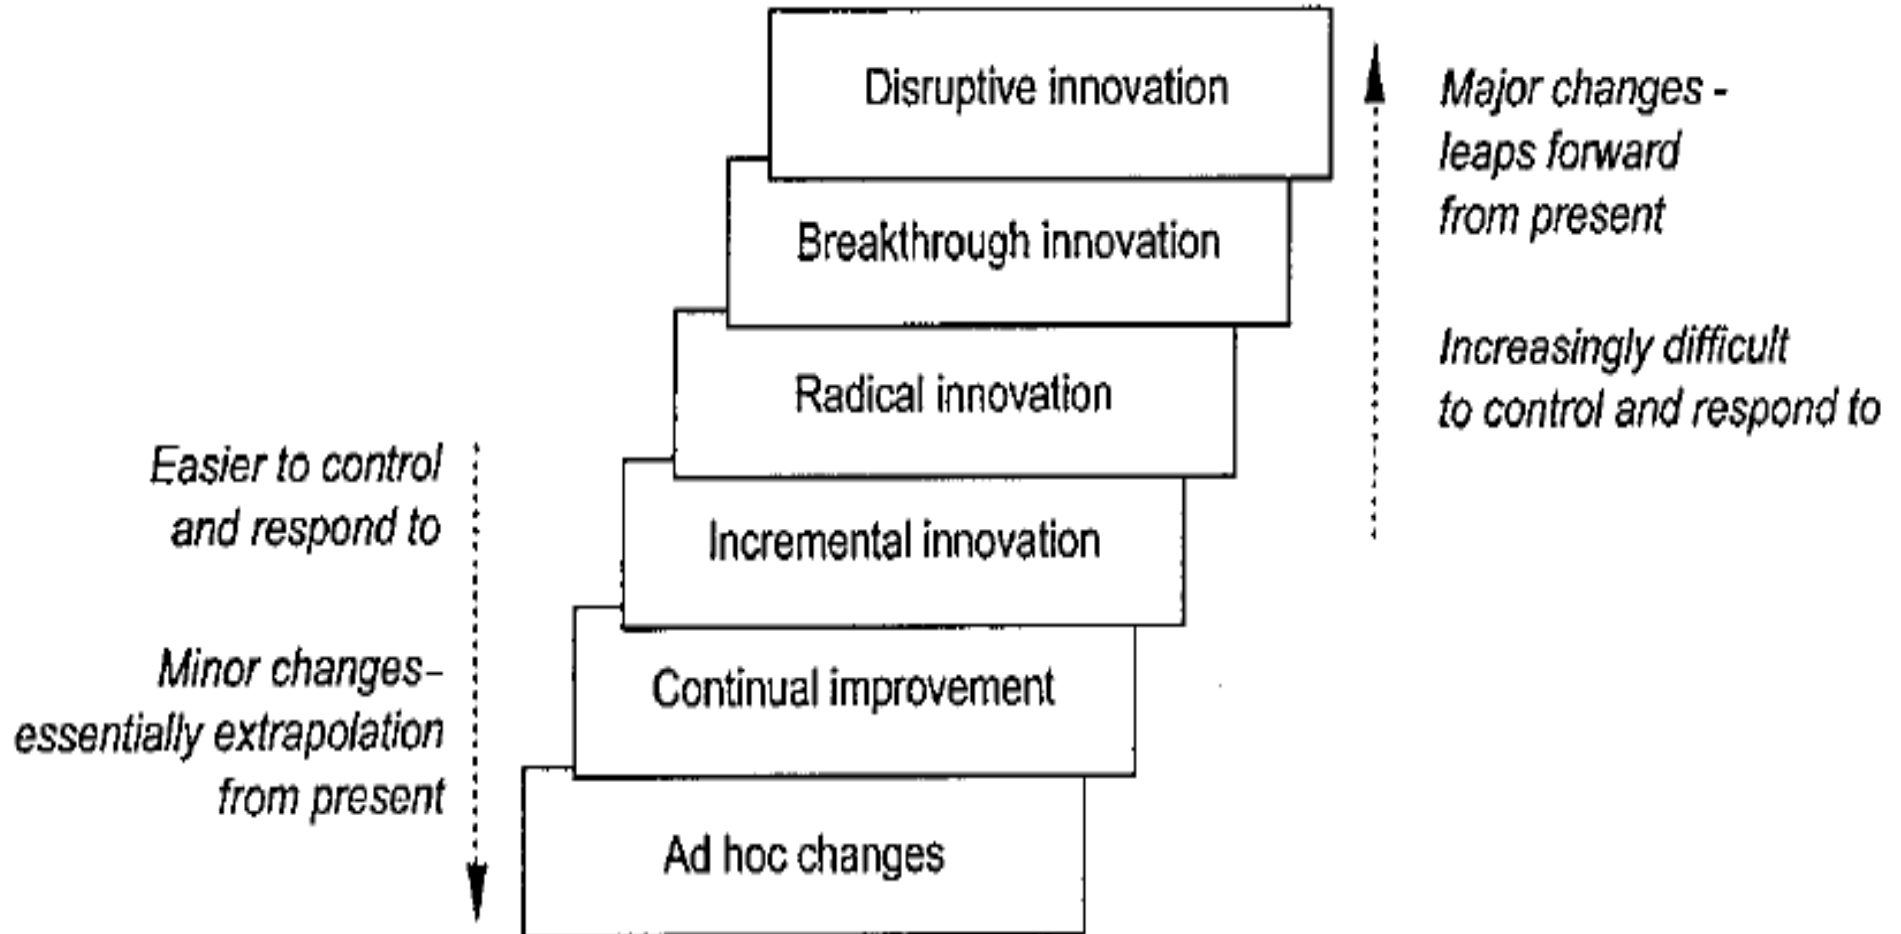 Disruptive innovation
Major changes -
leaps forward
from present
Breakthrough innovation
Increasingly difficult
to control and respond to
Radical innovation
Easier to control
and respond to
Incremental innovation
Minor changes–
essentially extrapolation
from present
Continual improvement
Ad hoc changes